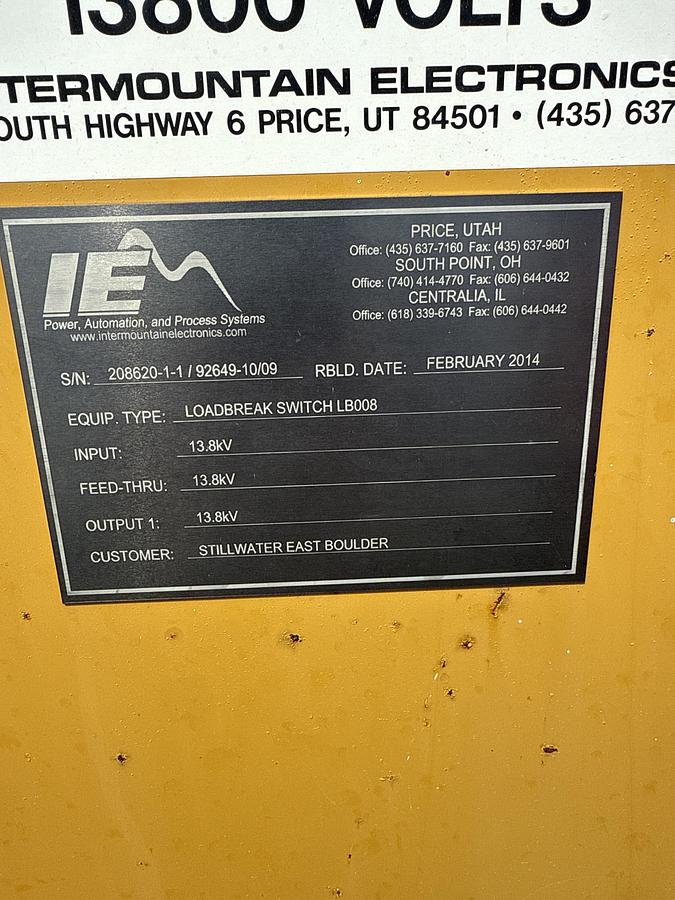 13800 VOLTS
TERMOUNTAIN ELECTRONICS
OUTH HIGHWAY 6 PRICE, UT 84501 • (435) 637
IE
Power, Automation, and Process Systems
www.intermountainelectronics.com
PRICE, UTAH
Office: (435) 637-7160 Fax: (435) 637-9601
SOUTH POINT, OH
Office: (740) 414-4770 Fax: (606) 644-0432
CENTRALIA, IL
Office: (618) 339-6743 Fax: (606) 644-0442
S/N: 208620-1-1 / 92649-10/09 RBLD. DATE: FEBRUARY 2014
EQUIP. TYPE: LOADBREAK SWITCH LB008
INPUT: 13.8kV
FEED-THRU: 13.8kV
OUTPUT 1: 13.8kV
CUSTOMER: STILLWATER EAST BOULDER